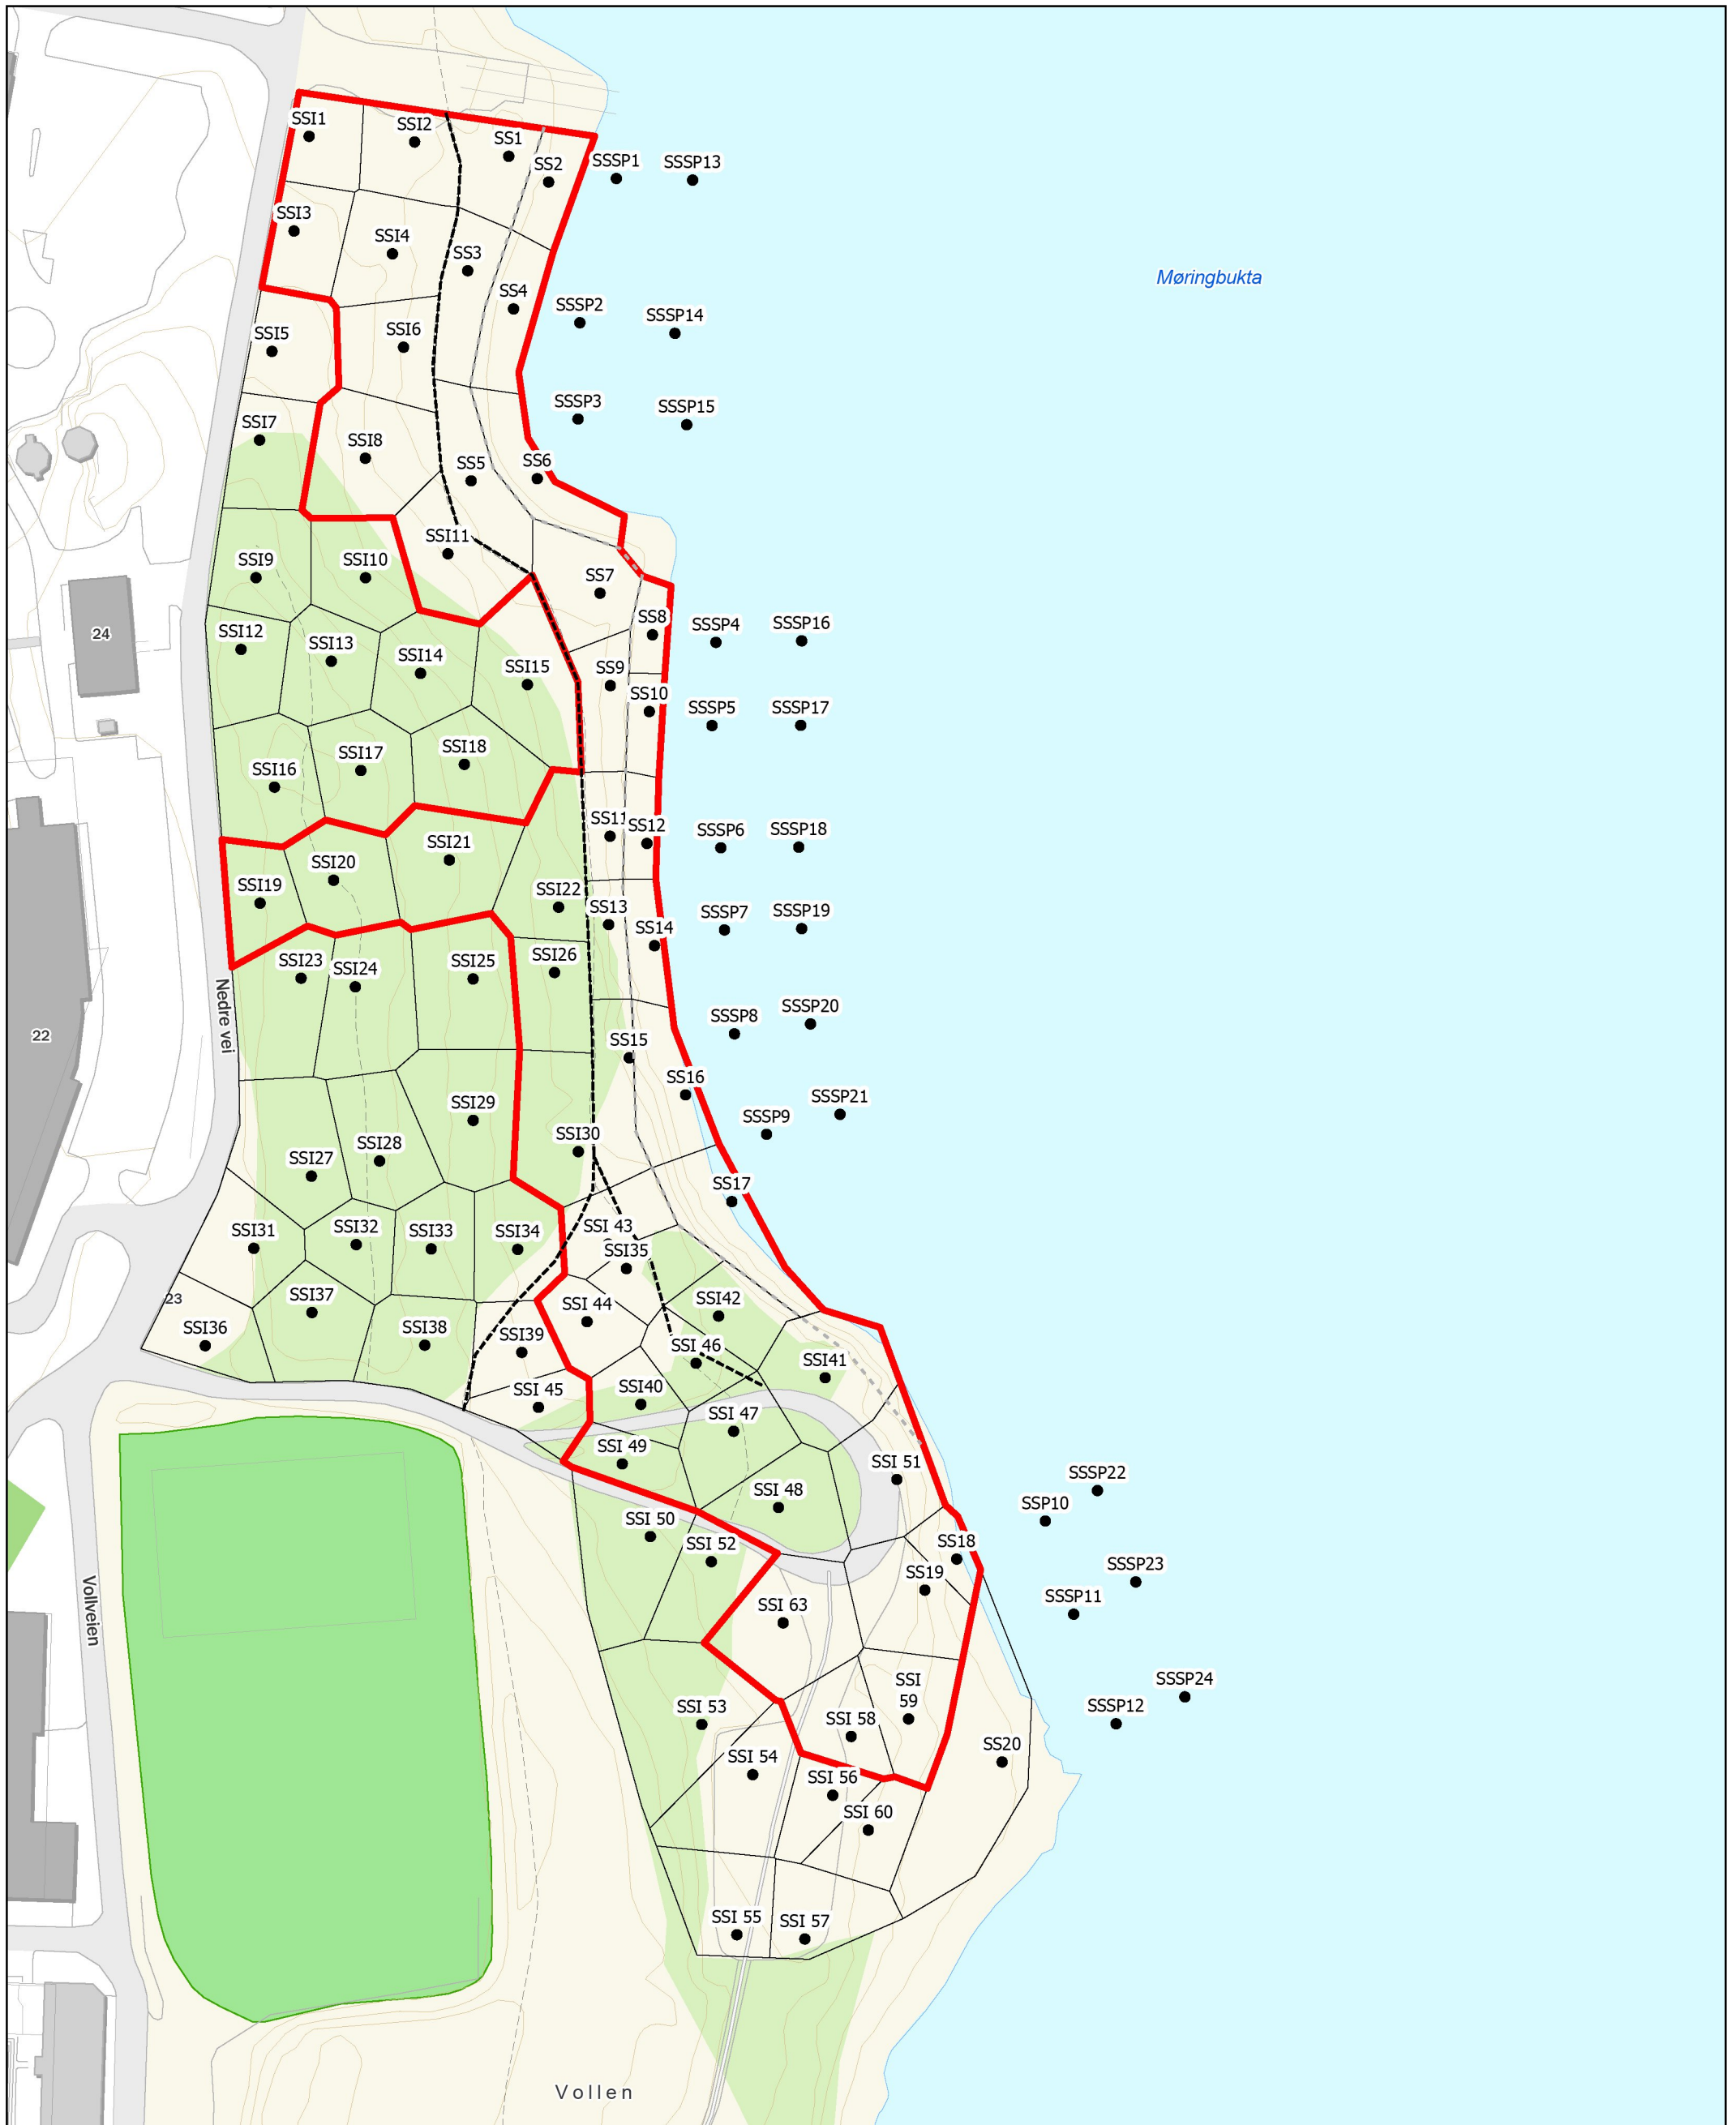 SSI1
SSI2
SS1
SS2
SSSP1
SSSP13
SSI3
SSI4
SS3
Møringbukta
SS4
SSSP2
SSSP14
SSI5
SSI6
SSSP3
SSSP15
SSI7
SSI8
SS5
SS6
SSI11
SSI9
SSI10
SS7
24
SSI12
SSI13
SSI14
SSI15
SS8
SSSP4
SSSP16
SS9
SS10
SSSP5
SSSP17
SSI16
SSI17
SSI18
SS11
SS12
SSSP6
SSSP18
SSI19
SSI20
SSI21
SSI22
SS13
SS14
SSSP7
SSSP19
SSI23
SSI24
SSI25
SSI26
Nedre vei
22
SS15
SSSP8
SSSP20
SS16
SSSP9
SSSP21
SSI27
SSI28
SSI29
SSI30
SS17
SSI31
SSI32
SSI33
SSI34
SSI 43
SSI35
23
SSI36
SSI37
SSI38
SSI39
SSI 44
SSI42
SSI 46
SSI41
SSI 45
SSI40
SSI 47
SSI 49
SSI 51
SSI 48
SSSP22
SSP10
SSI 50
SSI 52
SS18
SS19
SSSP23
SSSP11
Vollveien
SSI 63
SSI 53
SSI 58
SSI
59
SSSP24
SSSP12
SSI 54
SSI 56
SS20
SSI 60
SSI 55
SSI 57
Vollen